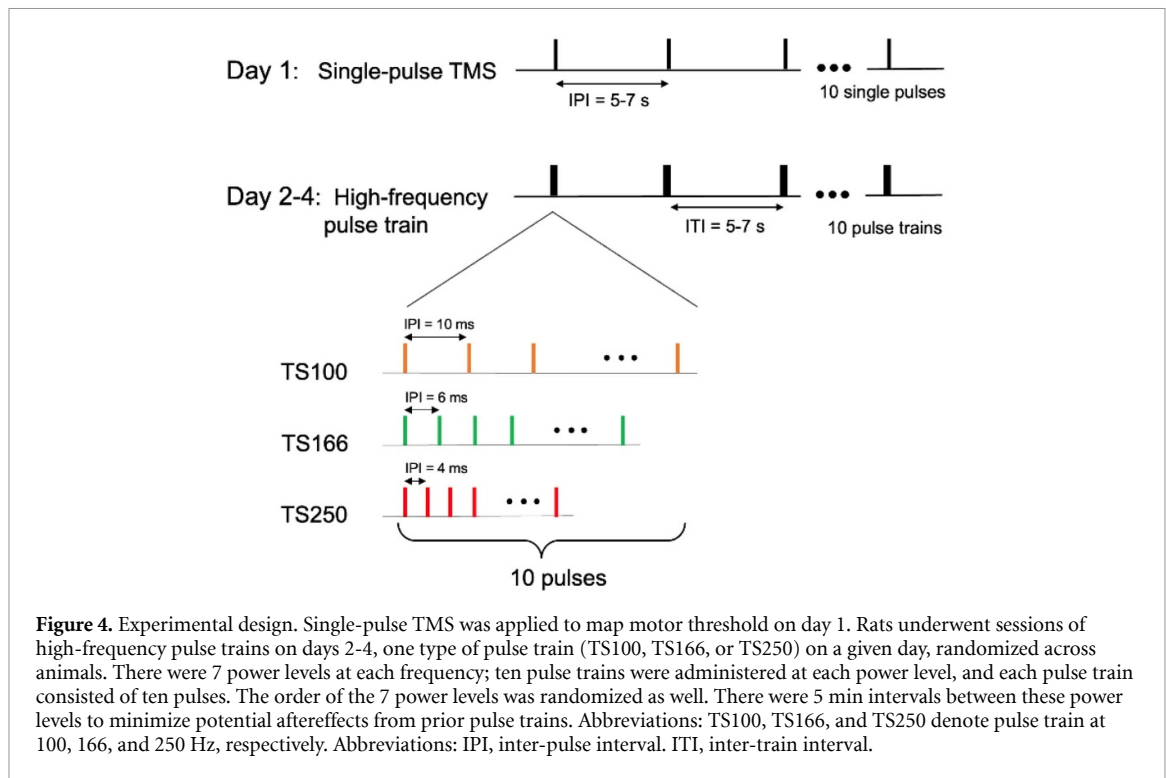 Day 1: Single-pulse TMS
IPI = 5-7 s
10 single pulses
Day 2-4: High-frequency
pulse train
ITI = 5-7 s
10 pulse trains
IPI = 10 ms
TS100
IPI = 6 ms
TS166
IPI = 4 ms
TS250
10 pulses
Figure 4. Experimental design. Single-pulse TMS was applied to map motor threshold on day 1. Rats underwent sessions of
high-frequency pulse trains on days 2-4, one type of pulse train (TS100, TS166, or TS250) on a given day, randomized across
animals. There were 7 power levels at each frequency; ten pulse trains were administered at each power level, and each pulse train
consisted of ten pulses. The order of the 7 power levels was randomized as well. There were 5 min intervals between these power
levels to minimize potential aftereffects from prior pulse trains. Abbreviations: TS100, TS166, and TS250 denote pulse train at
100, 166, and 250 Hz, respectively. Abbreviations: IPI, inter-pulse interval. ITI, inter-train interval.